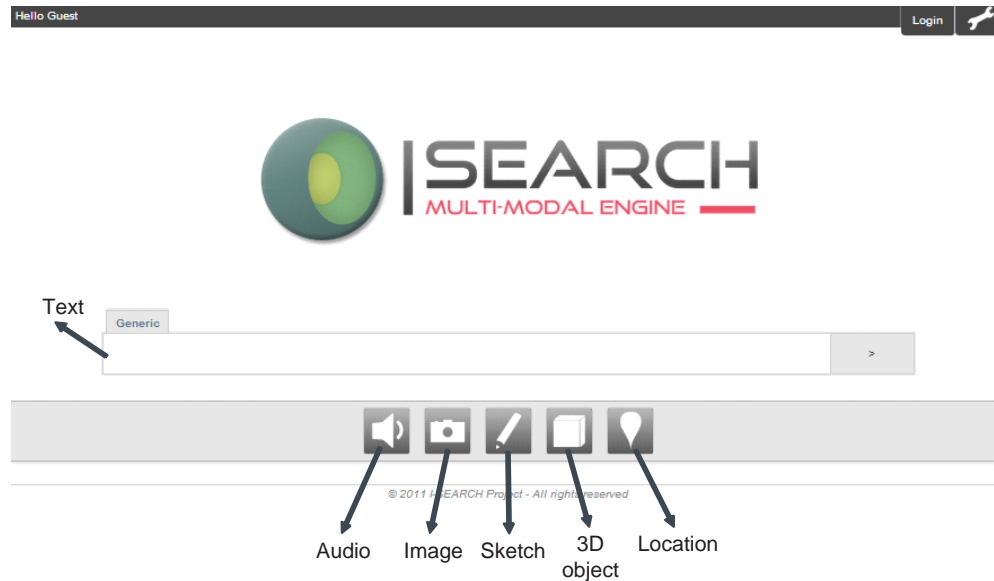 Hello Guest
Login
I SEARCH
MULTI-MODAL ENGINE
Text
Generic
>
© 2011 I-SEARCH Project - All rights reserved
Audio Image Sketch 3D object Location